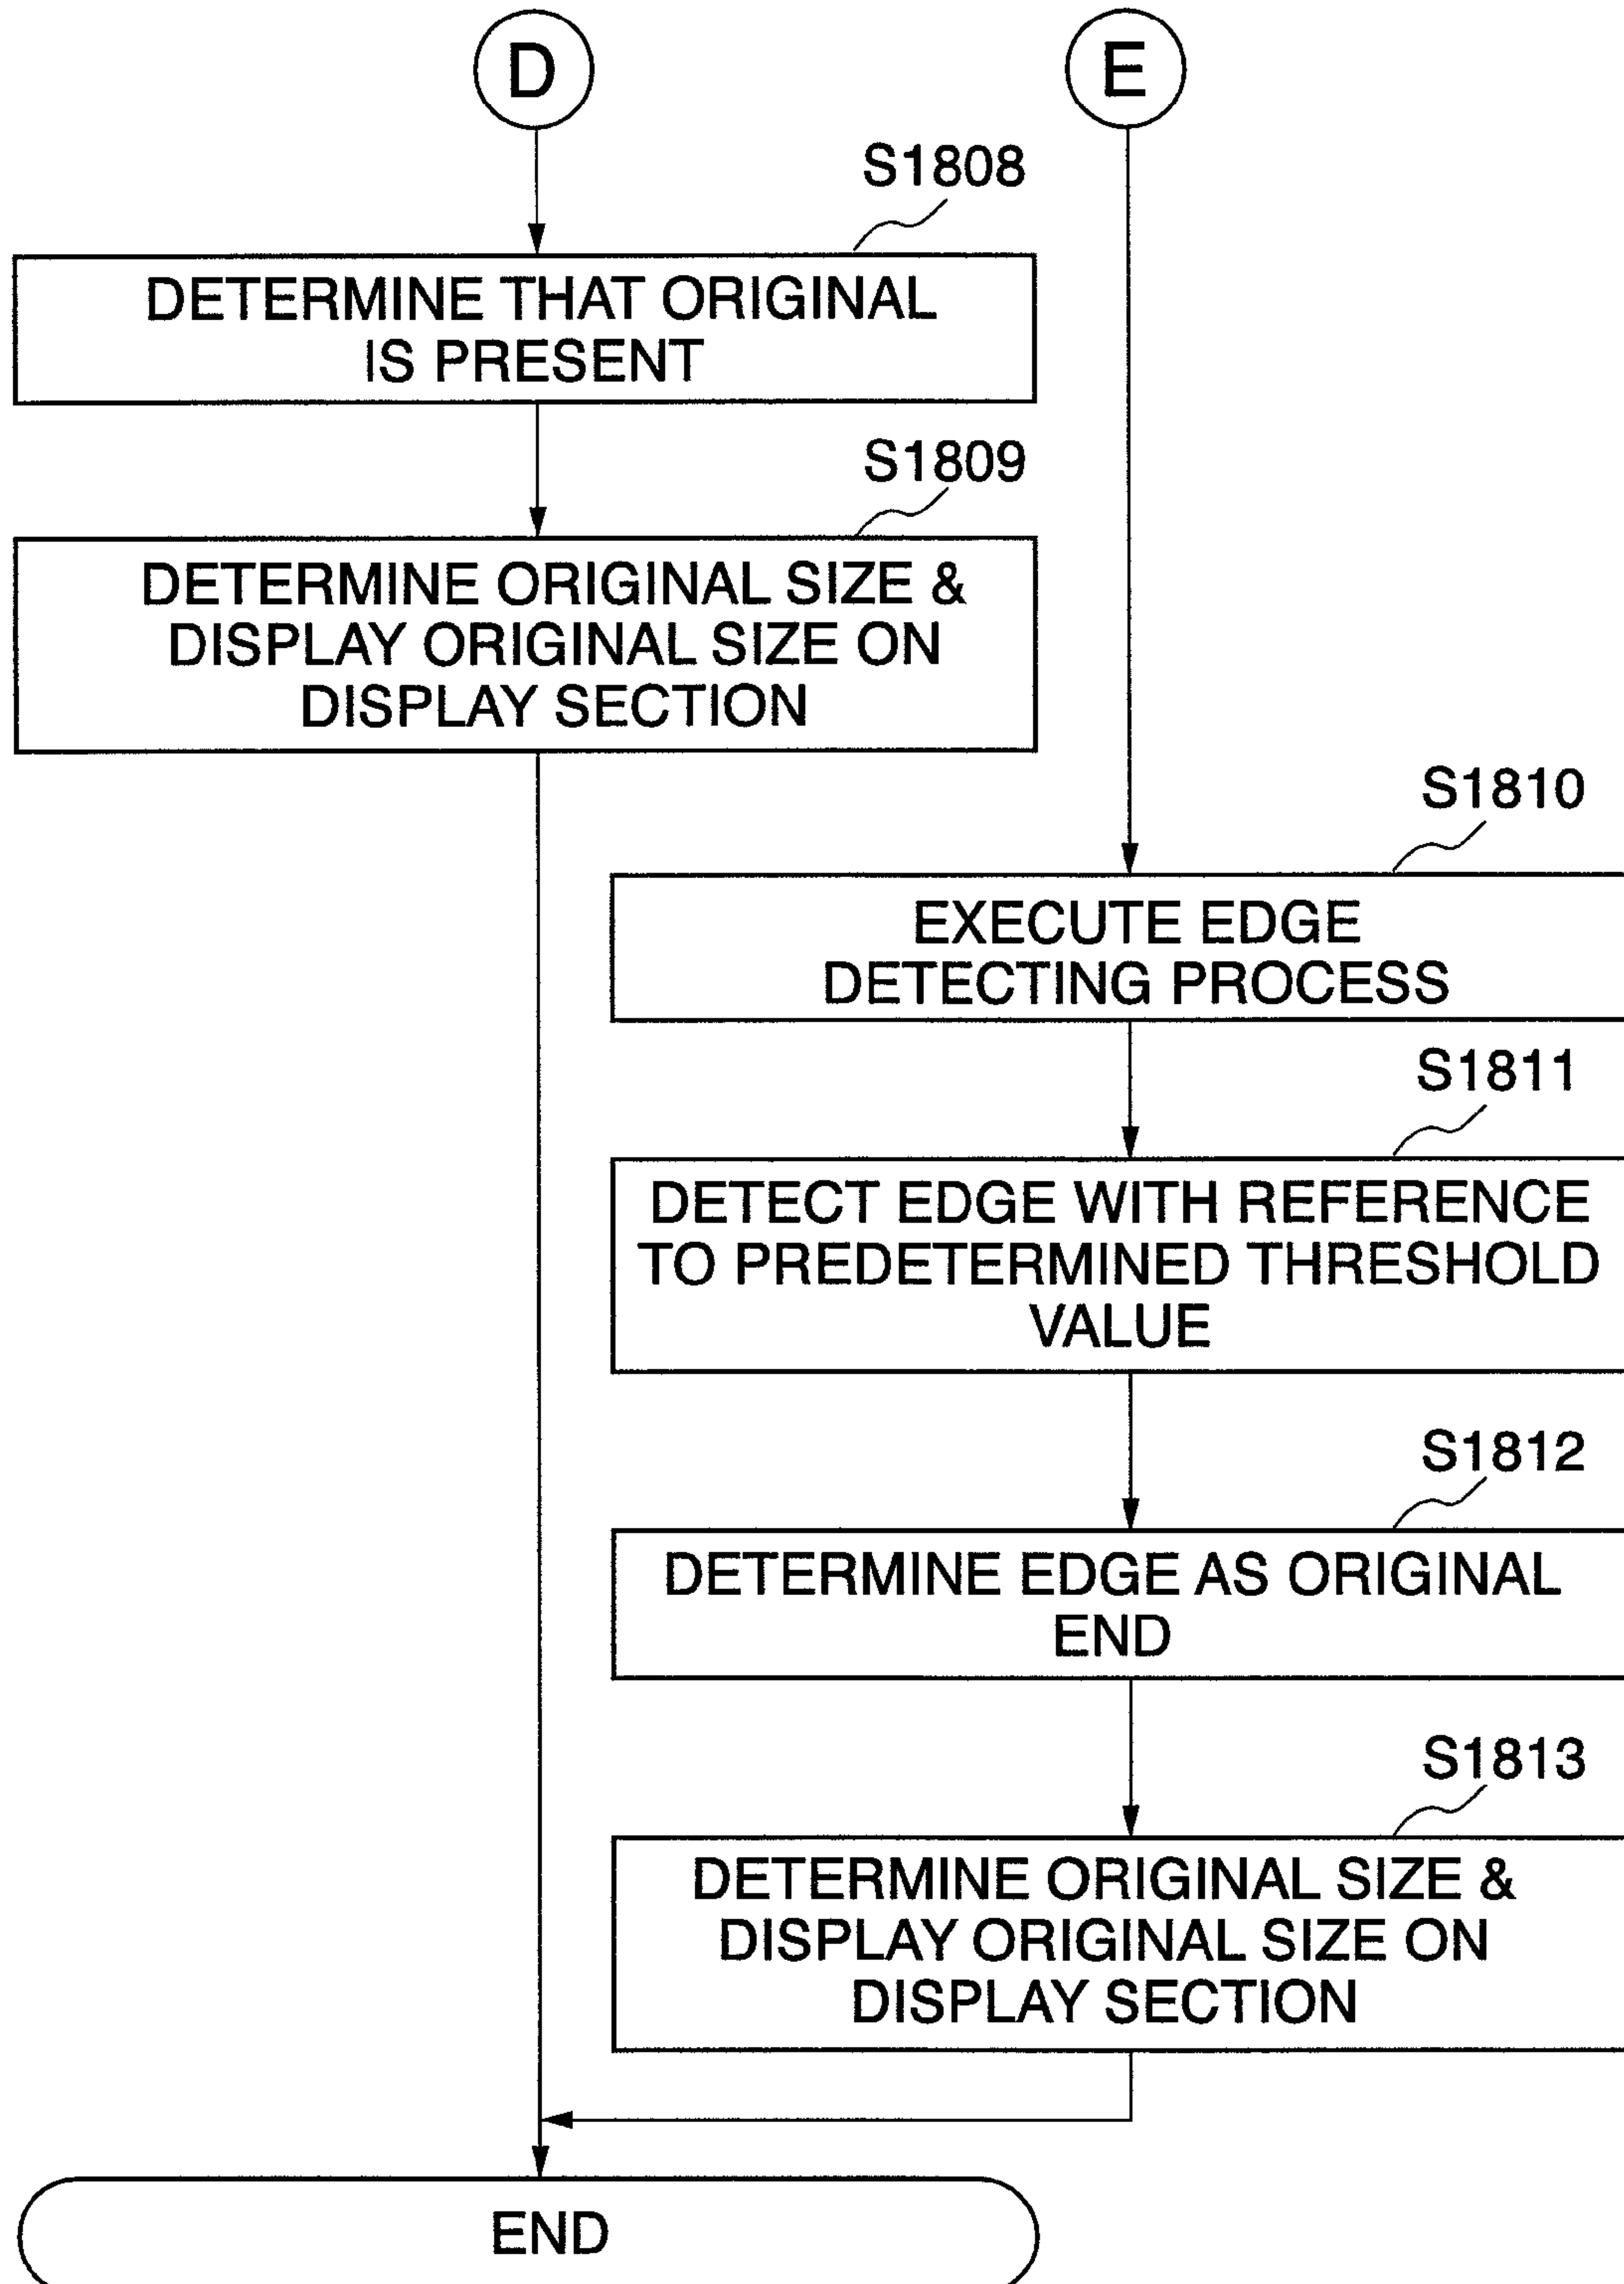 D
E
S1808
DETERMINE THAT ORIGINAL
IS PRESENT
S1809
DETERMINE ORIGINAL SIZE &
DISPLAY ORIGINAL SIZE ON
DISPLAY SECTION
S1810
EXECUTE EDGE
DETECTING PROCESS
S1811
DETECT EDGE WITH REFERENCE
TO PREDETERMINED THRESHOLD
VALUE
S1812
DETERMINE EDGE AS ORIGINAL
END
S1813
DETERMINE ORIGINAL SIZE &
DISPLAY ORIGINAL SIZE ON
DISPLAY SECTION
END